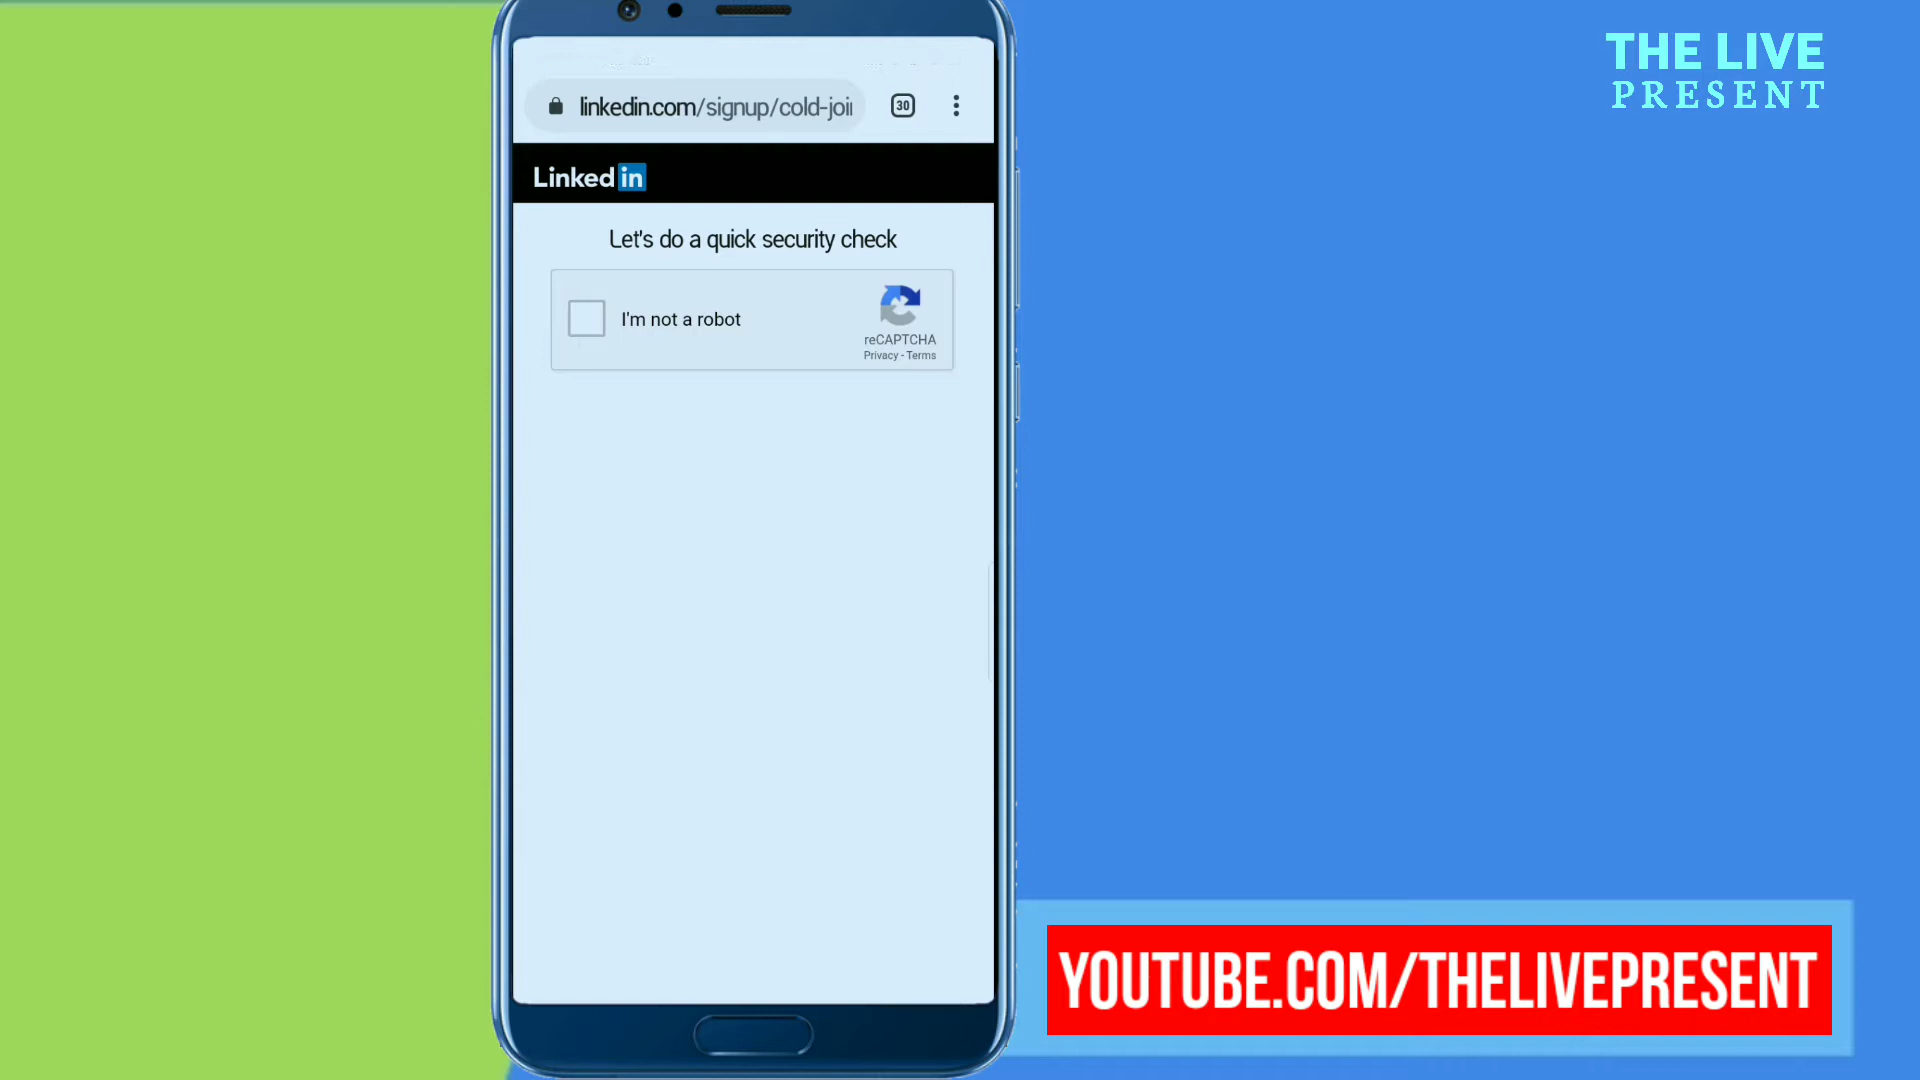 THE LIVE
PRESENT
linkedin.com/signup/cold-joi
30
Linked in
Let's do a quick security check
I'm not a robot
reCAPTCHA
Privacy - Terms
YOUTUBE.COM/THELIVEPRESENT